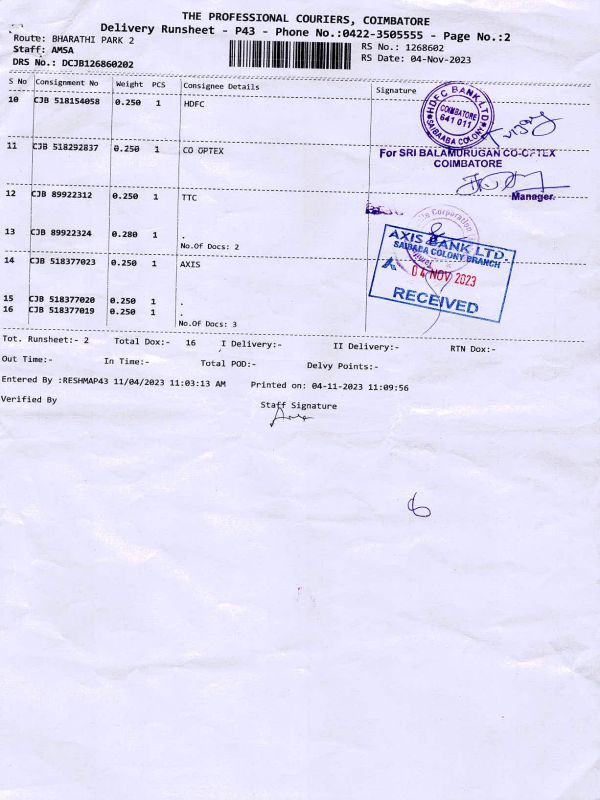 THE PROFESSIONAL COURIERS, COIMBATORE
Delivery Runsheet - P43 - Phone No.:0422-3505555 - Page No.:2
Route: BHARATHI PARK 2
RS No.: 1268602
Staff: AMSA
RS Date: 04-Nov-2023
DRS No.: DCJB126860202
S No Consignment No Weight PCS Consignee Details Signature
10 CJB 518154058 0.250 1 HDFC
HDFC BANK LTD
COIMBATORE
641 011
SAIBAABA COLONY
11 CJB 518292837 0.250 1 CO OPTEX
For SRI BALAMURUGAN CO-OPTEX
COIMBATORE
Manager
12 CJB 89922312 0.250 1 TTC
Corporation
13 CJB 89922324 0.280 1 .
No.Of Docs: 2
14 CJB 518377023 0.250 1 AXIS
AXIS BANK LTD.
SAIBABA COLONY BRANCH
04 NOV 2023
RECEIVED
15 CJB 518377020 0.250 1 .
16 CJB 518377019 0.250 1 .
No.Of Docs: 3
Tot. Runsheet:- 2 Total Dox:- 16 I Delivery:- II Delivery:- RTN Dox:-
Out Time:- In Time:- Total POD:- Delvy Points:-
Entered By :RESHMAP43 11/04/2023 11:03:13 AM Printed on: 04-11-2023 11:09:56
Verified By Staff Signature
6